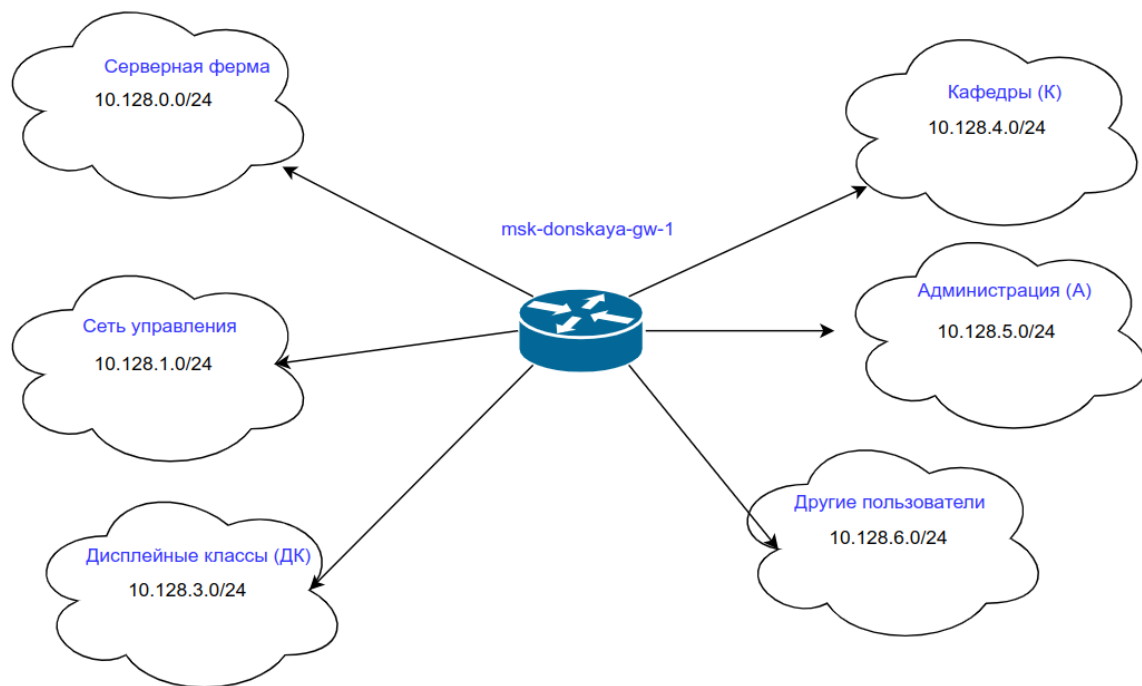 Серверная ферма
10.128.0.0/24
Кафедры (К)
10.128.4.0/24
msk-donskaya-gw-1
Администрация (А)
10.128.5.0/24
Сеть управления
10.128.1.0/24
Другие пользователи
10.128.6.0/24
Дисплейные классы (ДК)
10.128.3.0/24